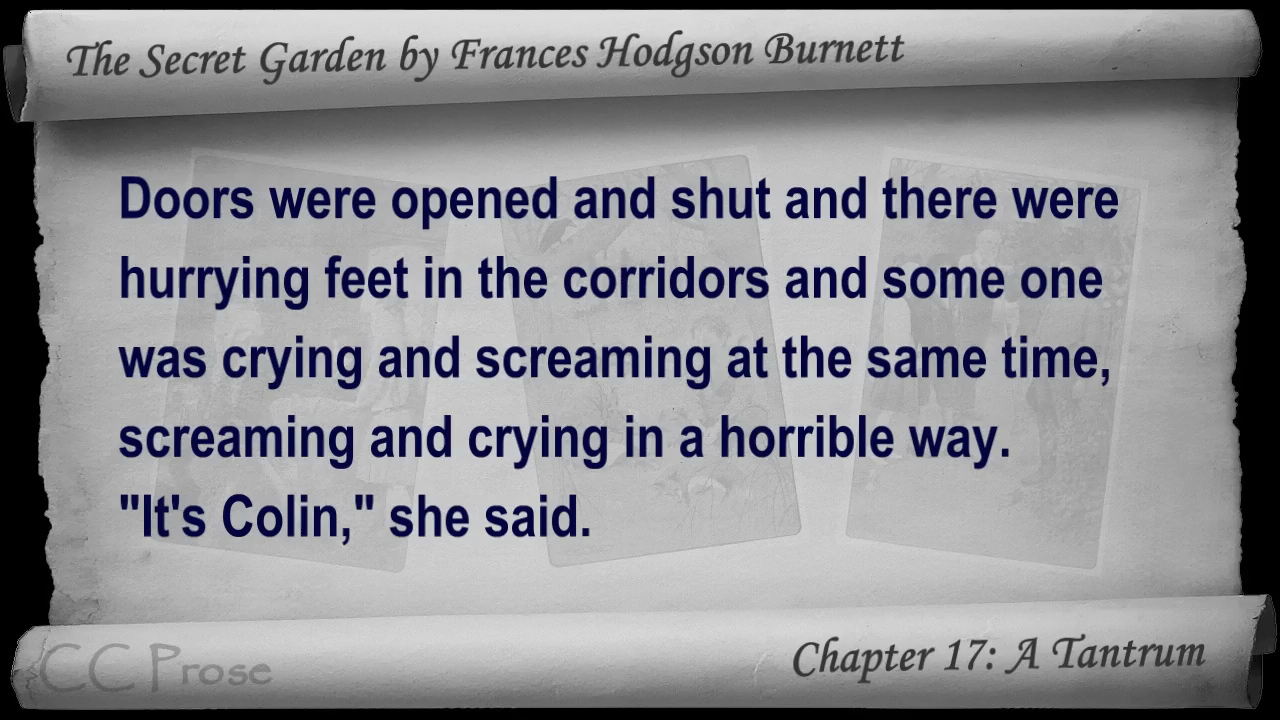 The Secret Garden by Frances Hodgson Burnett
Doors were opened and shut and there were
hurrying feet in the corridors and some one
was crying and screaming at the same time,
screaming and crying in a horrible way.
"It's Colin," she said.
CC Prose
Chapter 17: A Tantrum